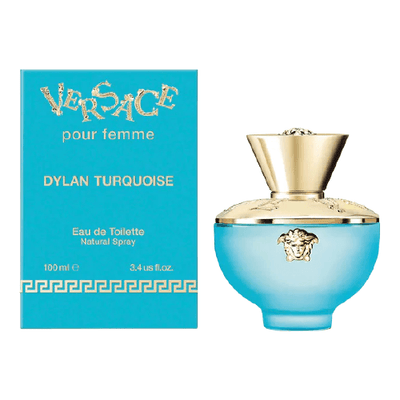 VERSACE
pour femme
DYLAN TURQUOISE
Eau de Toilette
Natural Spray
100 ml ℮ 3.4 us fl.oz.